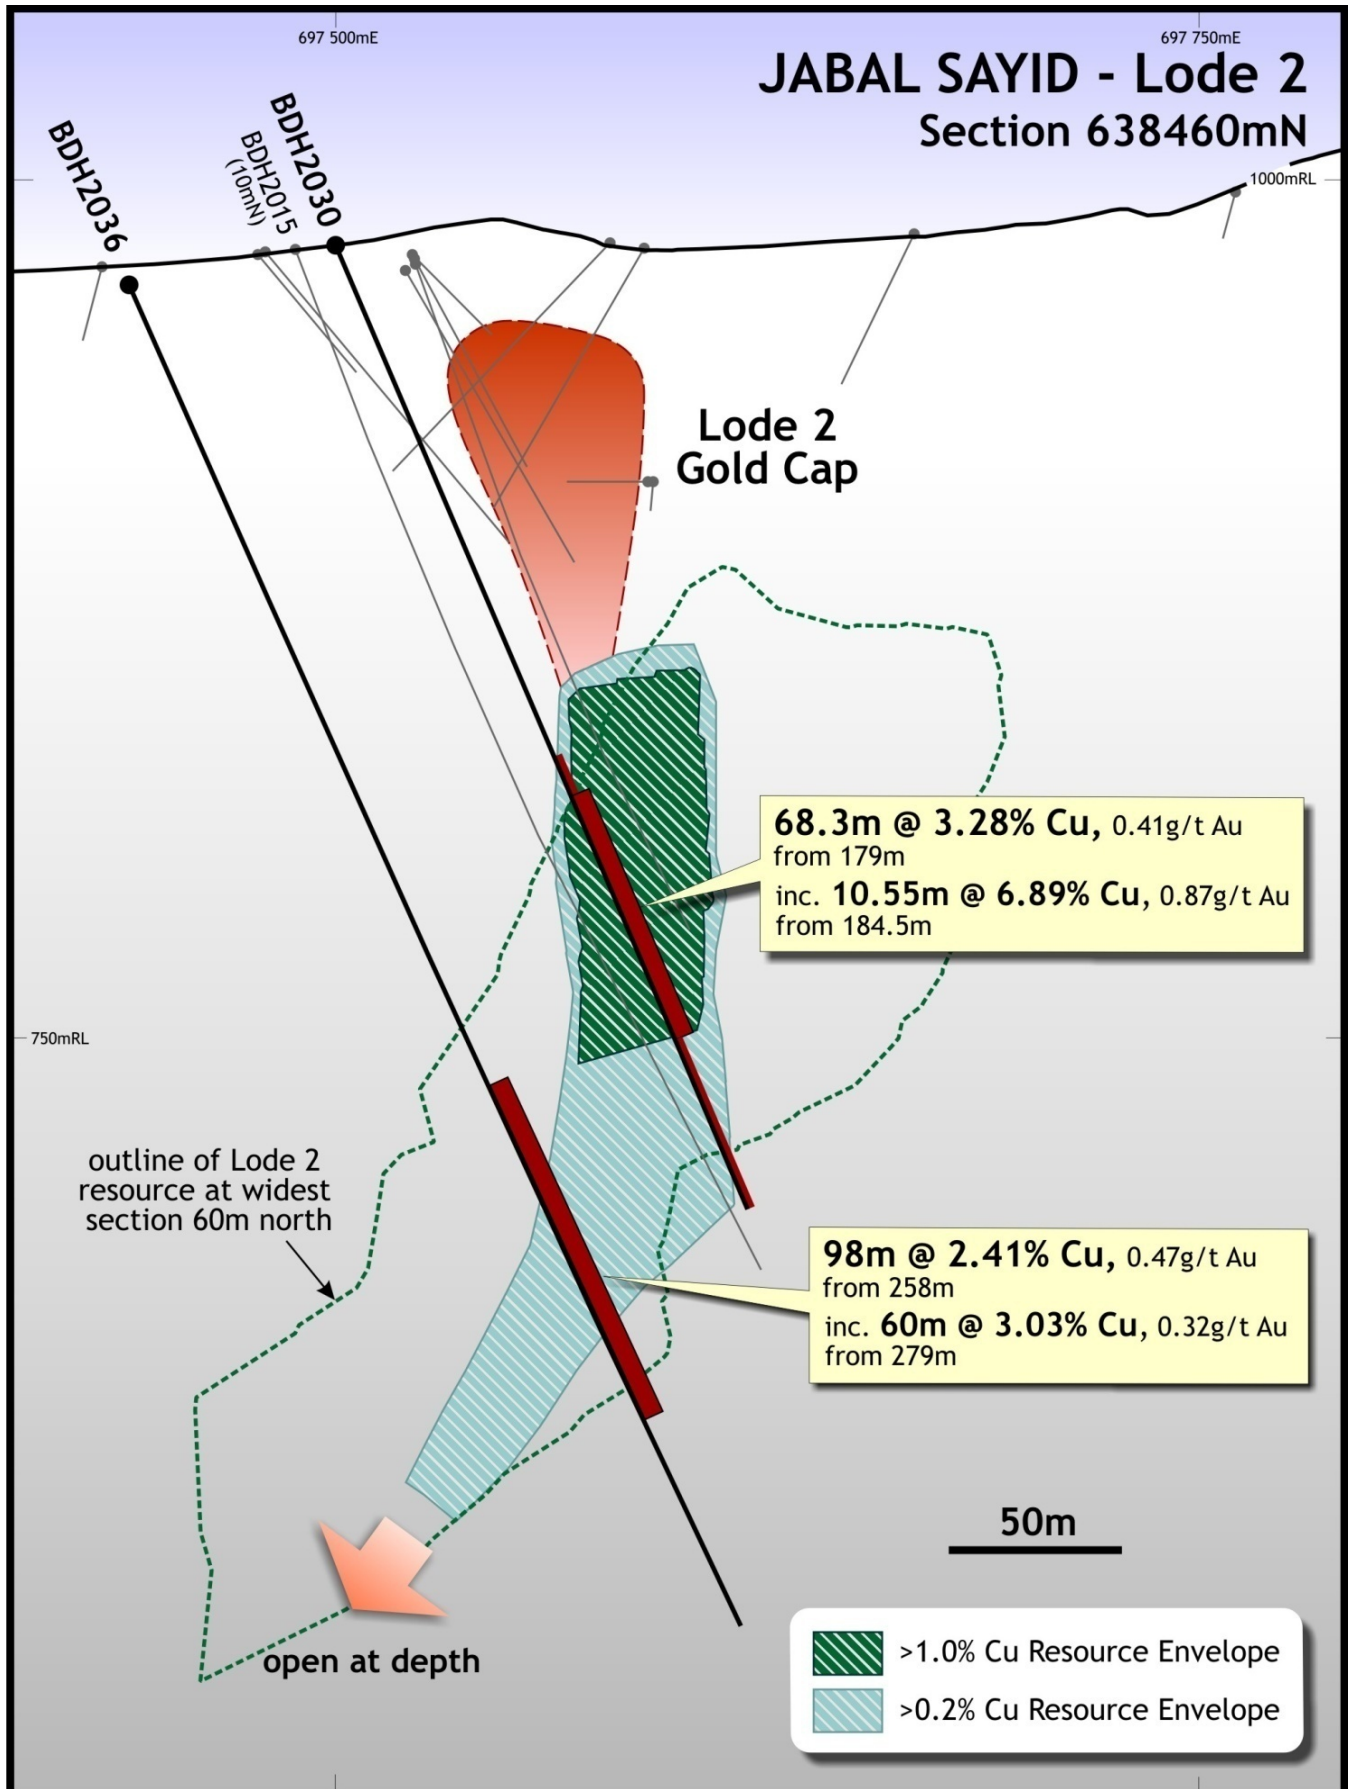 697 500mE
697 750mE
JABAL SAYID - Lode 2
Section 638460mN
1000mRL
BDH2036
BDH2015
(10mN)
BDH2030
Lode 2
Gold Cap
68.3m @ 3.28% Cu, 0.41g/t Au
from 179m
inc. 10.55m @ 6.89% Cu, 0.87g/t Au
from 184.5m
750mRL
outline of Lode 2
resource at widest
section 60m north
98m @ 2.41% Cu, 0.47g/t Au
from 258m
inc. 60m @ 3.03% Cu, 0.32g/t Au
from 279m
50m
open at depth
>1.0% Cu Resource Envelope
>0.2% Cu Resource Envelope